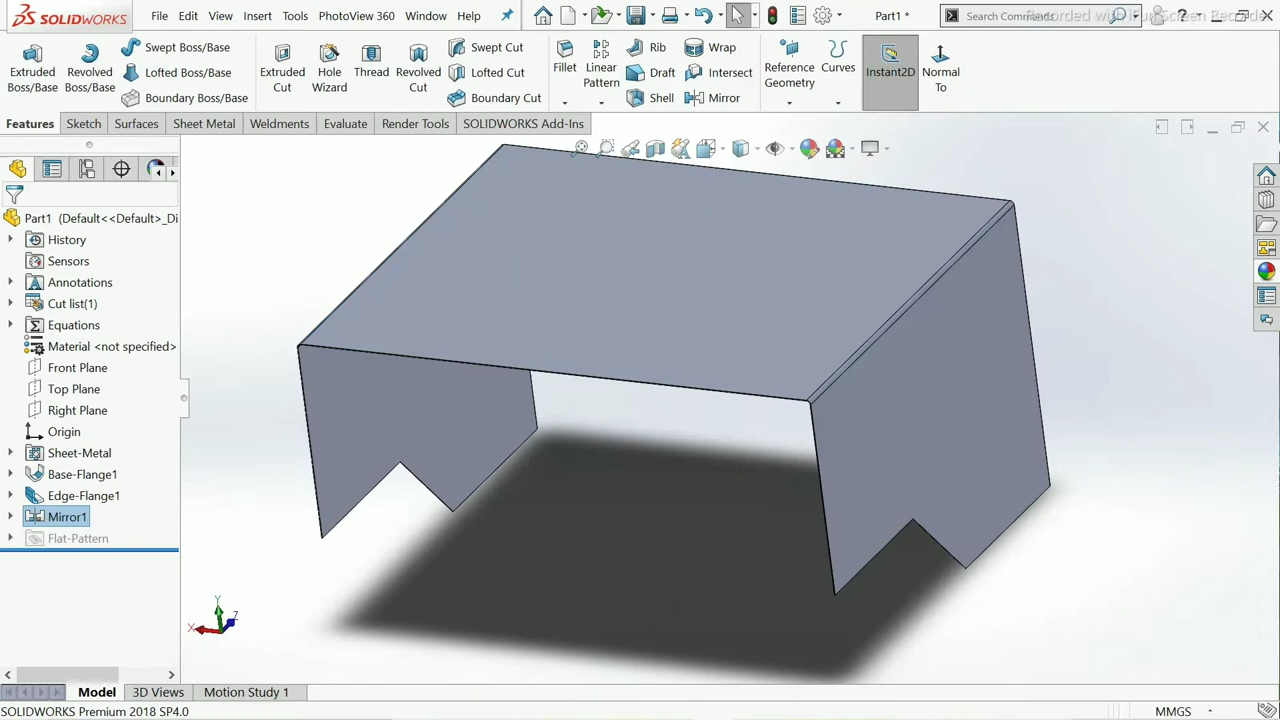 SOLIDWORKS
File Edit View Insert Tools PhotoView 360 Window Help
Part1 *
Search Commands
Extruded Boss/Base
Revolved Boss/Base
Swept Boss/Base
Lofted Boss/Base
Boundary Boss/Base
Extruded Cut
Hole Wizard
Thread
Revolved Cut
Swept Cut
Lofted Cut
Boundary Cut
Fillet
Linear Pattern
Rib
Draft
Shell
Wrap
Intersect
Mirror
Reference Geometry
Curves
Instant2D
Normal To
Features Sketch Surfaces Sheet Metal Weldments Evaluate Render Tools SOLIDWORKS Add-Ins
Part1 (Default<<Default>_Di
History
Sensors
Annotations
Cut list(1)
Equations
Material <not specified>
Front Plane
Top Plane
Right Plane
Origin
Sheet-Metal
Base-Flange1
Edge-Flange1
Mirror1
Flat-Pattern
Y
X
Z
Model 3D Views Motion Study 1
SOLIDWORKS Premium 2018 SP4.0
MMGS